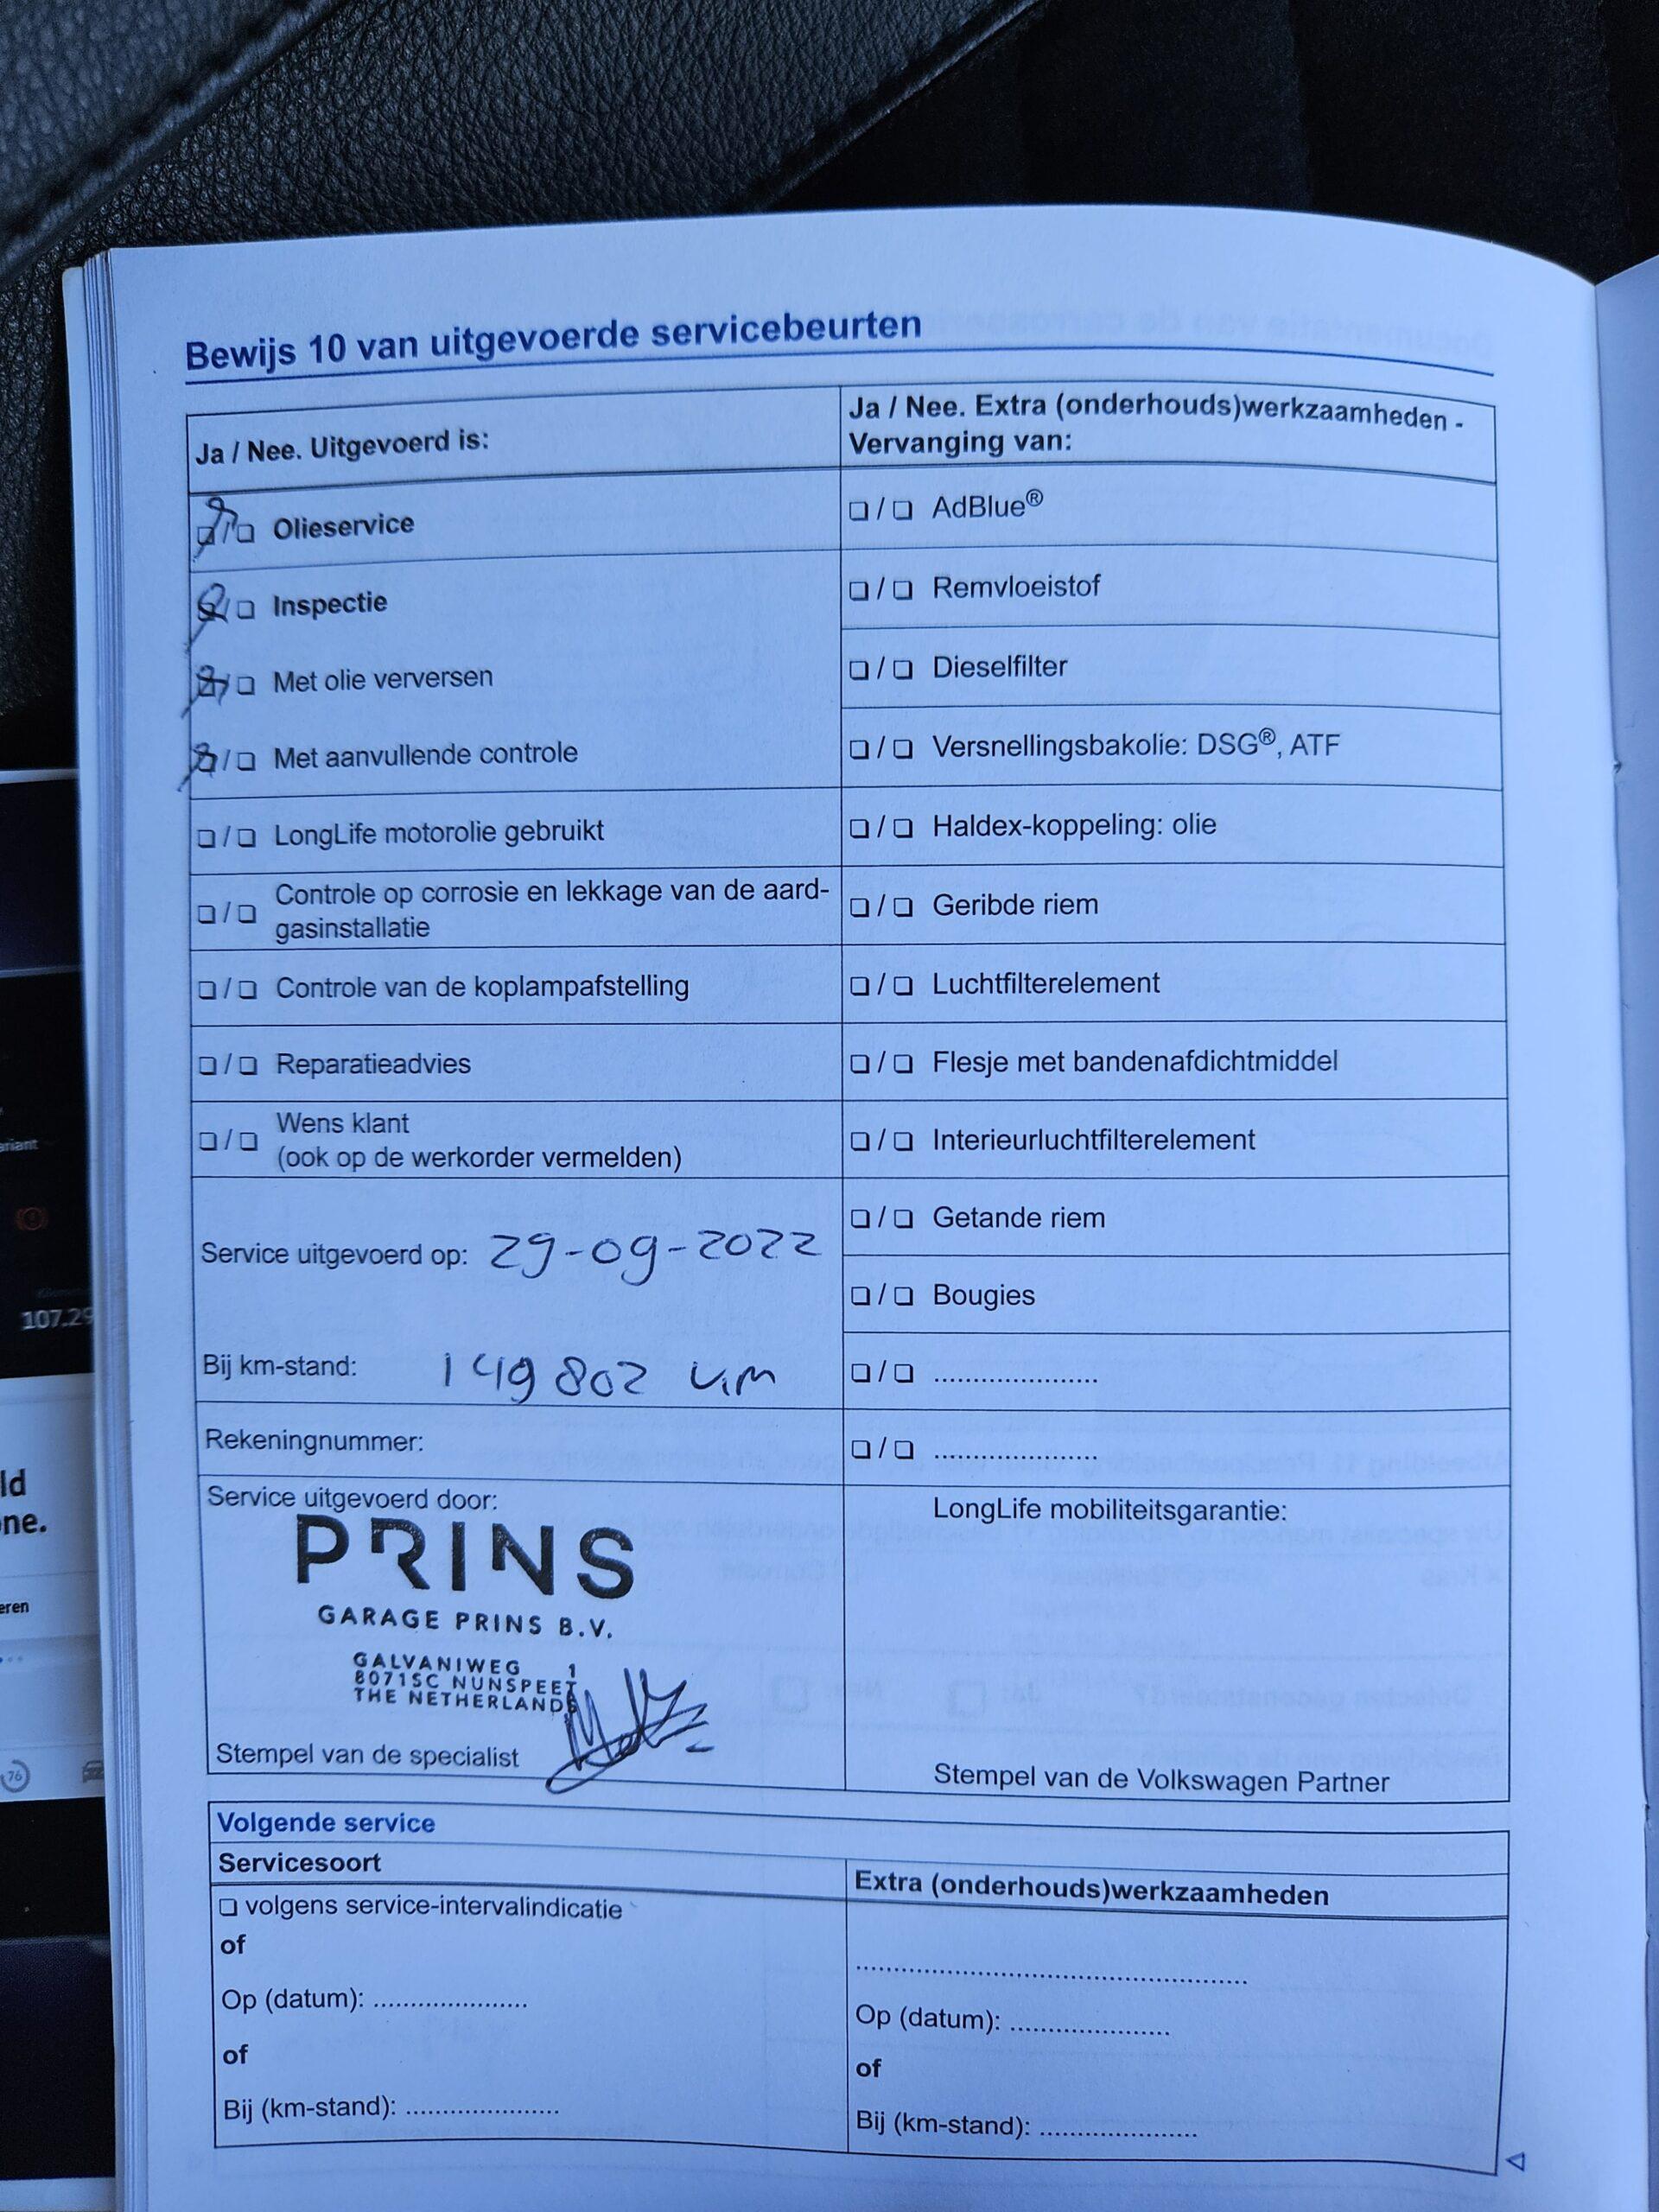 Bewijs 10 van uitgevoerde servicebeurten
Ja / Nee. Uitgevoerd is:
❏ / ❏ Olieservice
❏ / ❏ Inspectie
❏ / ❏ Met olie verversen
❏ / ❏ Met aanvullende controle
❏ / ❏ LongLife motorolie gebruikt
❏ / ❏ Controle op corrosie en lekkage van de aard-
gasinstallatie
❏ / ❏ Controle van de koplampafstelling
❏ / ❏ Reparatieadvies
❏ / ❏ Wens klant
(ook op de werkorder vermelden)
Service uitgevoerd op: 29-09-2022
Bij km-stand: 149 802 km
Rekeningnummer:
Service uitgevoerd door:
PRINS
GARAGE PRINS B.V.
GALVANIWEG 1
8071SC NUNSPEET
THE NETHERLANDS
Stempel van de specialist
Ja / Nee. Extra (onderhouds)werkzaamheden -
Vervanging van:
❏ / ❏ AdBlue®
❏ / ❏ Remvloeistof
❏ / ❏ Dieselfilter
❏ / ❏ Versnellingsbakolie: DSG®, ATF
❏ / ❏ Haldex-koppeling: olie
❏ / ❏ Geribde riem
❏ / ❏ Luchtfilterelement
❏ / ❏ Flesje met bandenafdichtmiddel
❏ / ❏ Interieurluchtfilterelement
❏ / ❏ Getande riem
❏ / ❏ Bougies
❏ / ❏ ......................
❏ / ❏ ......................
LongLife mobiliteitsgarantie:
Stempel van de Volkswagen Partner
Volgende service
Servicesoort
❏ volgens service-intervalindicatie
of
Op (datum): .....................
of
Bij (km-stand): .....................
Extra (onderhouds)werkzaamheden
.....................................................
Op (datum): .....................
of
Bij (km-stand): .....................
107.29
ld
ne.
eren
76